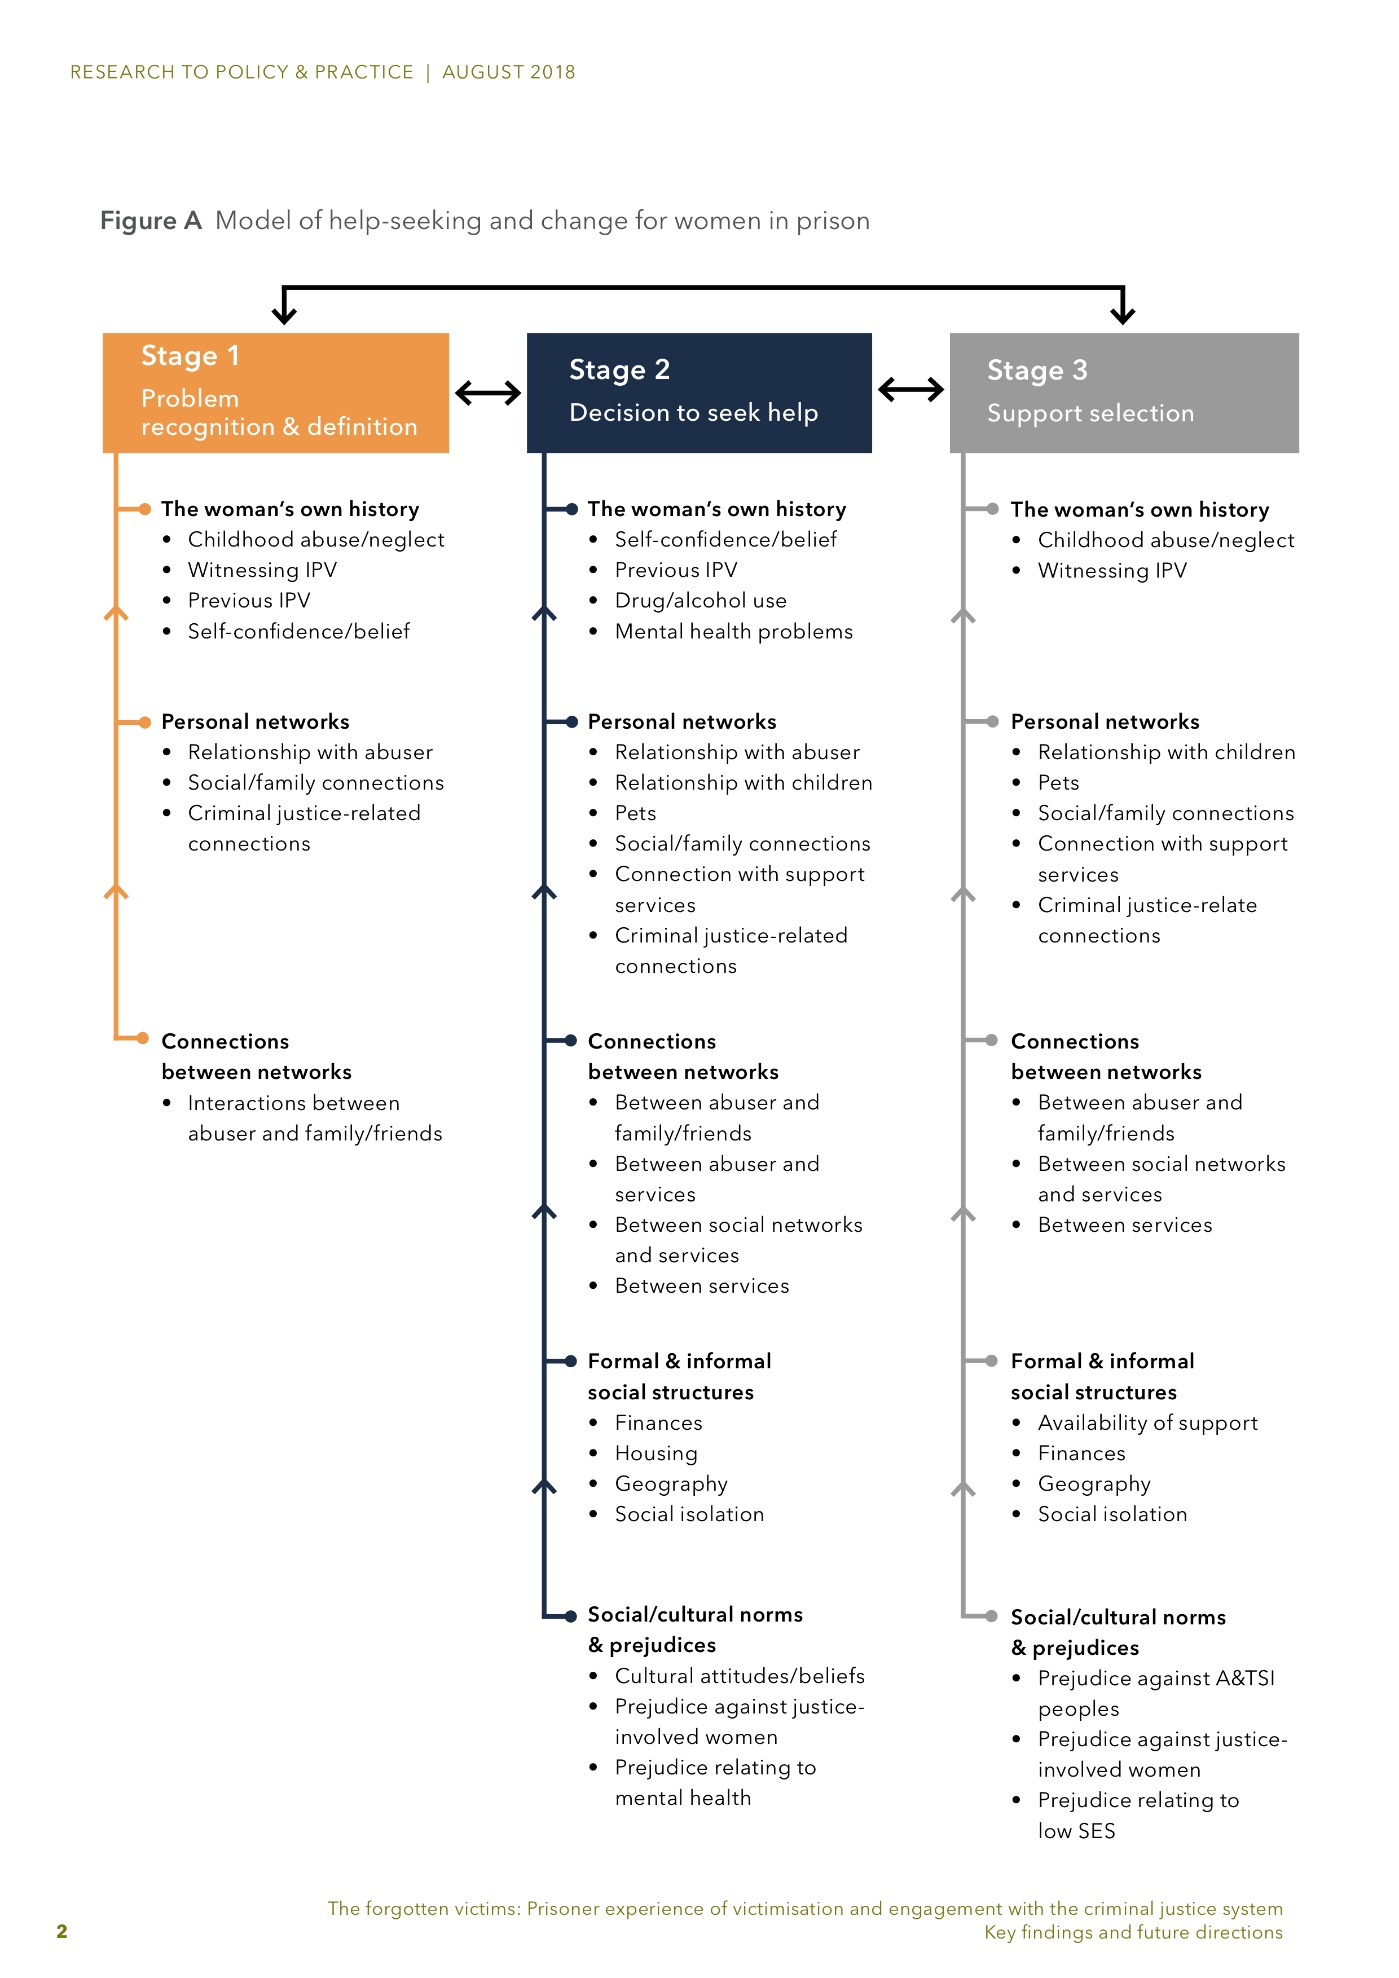 RESEARCH TO POLICY & PRACTICE | AUGUST 2018
Figure A Model of help-seeking and change for women in prison
Stage 1
Problem
recognition & definition
The woman's own history
• Childhood abuse/neglect
• Witnessing IPV
• Previous IPV
• Self-confidence/belief
Personal networks
• Relationship with abuser
• Social/family connections
• Criminal justice-related
connections
Connections
between networks
• Interactions between
abuser and family/friends
Stage 2
Decision to seek help
The woman's own history
• Self-confidence/belief
• Previous IPV
• Drug/alcohol use
• Mental health problems
Personal networks
• Relationship with abuser
• Relationship with children
• Pets
• Social/family connections
• Connection with support
services
• Criminal justice-related
connections
Connections
between networks
• Between abuser and
family/friends
• Between abuser and
services
• Between social networks
and services
• Between services
Formal & informal
social structures
• Finances
• Housing
• Geography
• Social isolation
Social/cultural norms
& prejudices
• Cultural attitudes/beliefs
• Prejudice against justice-
involved women
• Prejudice relating to
mental health
Stage 3
Support selection
The woman's own history
• Childhood abuse/neglect
• Witnessing IPV
Personal networks
• Relationship with children
• Pets
• Social/family connections
• Connection with support
services
• Criminal justice-relate
connections
Connections
between networks
• Between abuser and
family/friends
• Between social networks
and services
• Between services
Formal & informal
social structures
• Availability of support
• Finances
• Geography
• Social isolation
Social/cultural norms
& prejudices
• Prejudice against A&TSI
peoples
• Prejudice against justice-
involved women
• Prejudice relating to
low SES
The forgotten victims: Prisoner experience of victimisation and engagement with the criminal justice system
2 Key findings and future directions